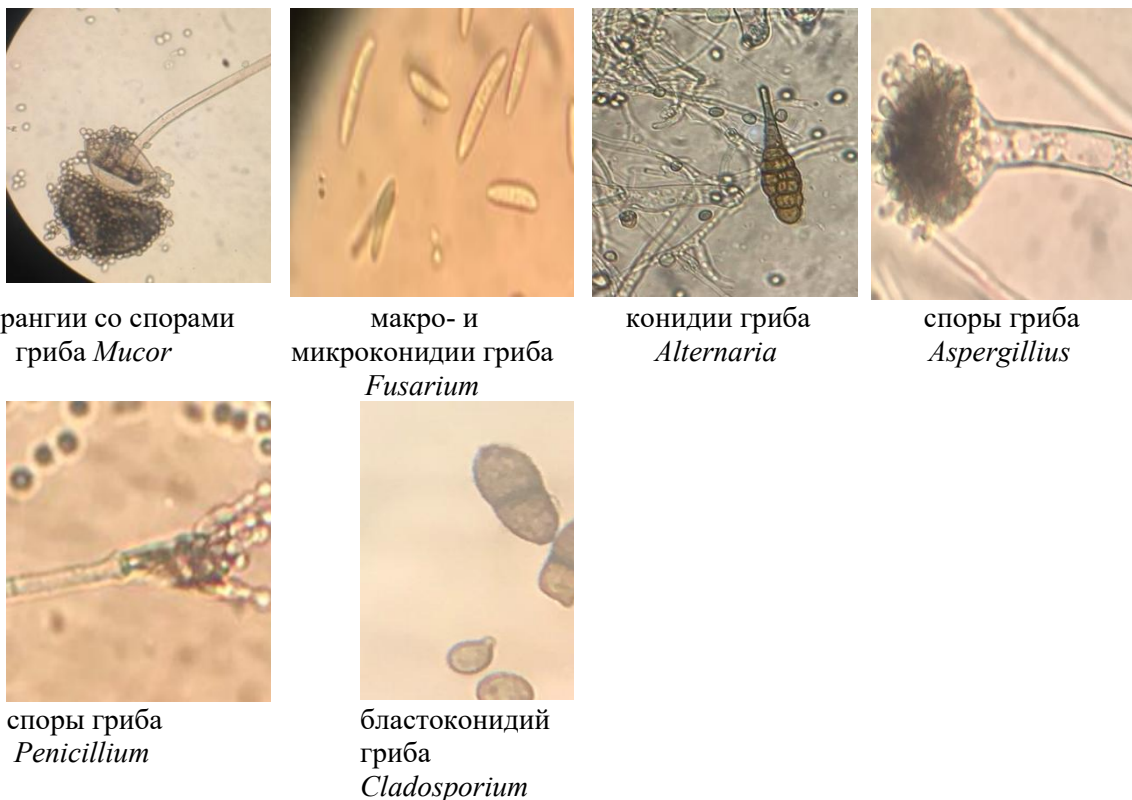 рангии со спорами
гриба Mucor
макро- и
микроконидии гриба
Fusarium
конидии гриба
Alternaria
споры гриба
Aspergillius
споры гриба
Penicillium
бластоконидий
гриба
Cladosporium